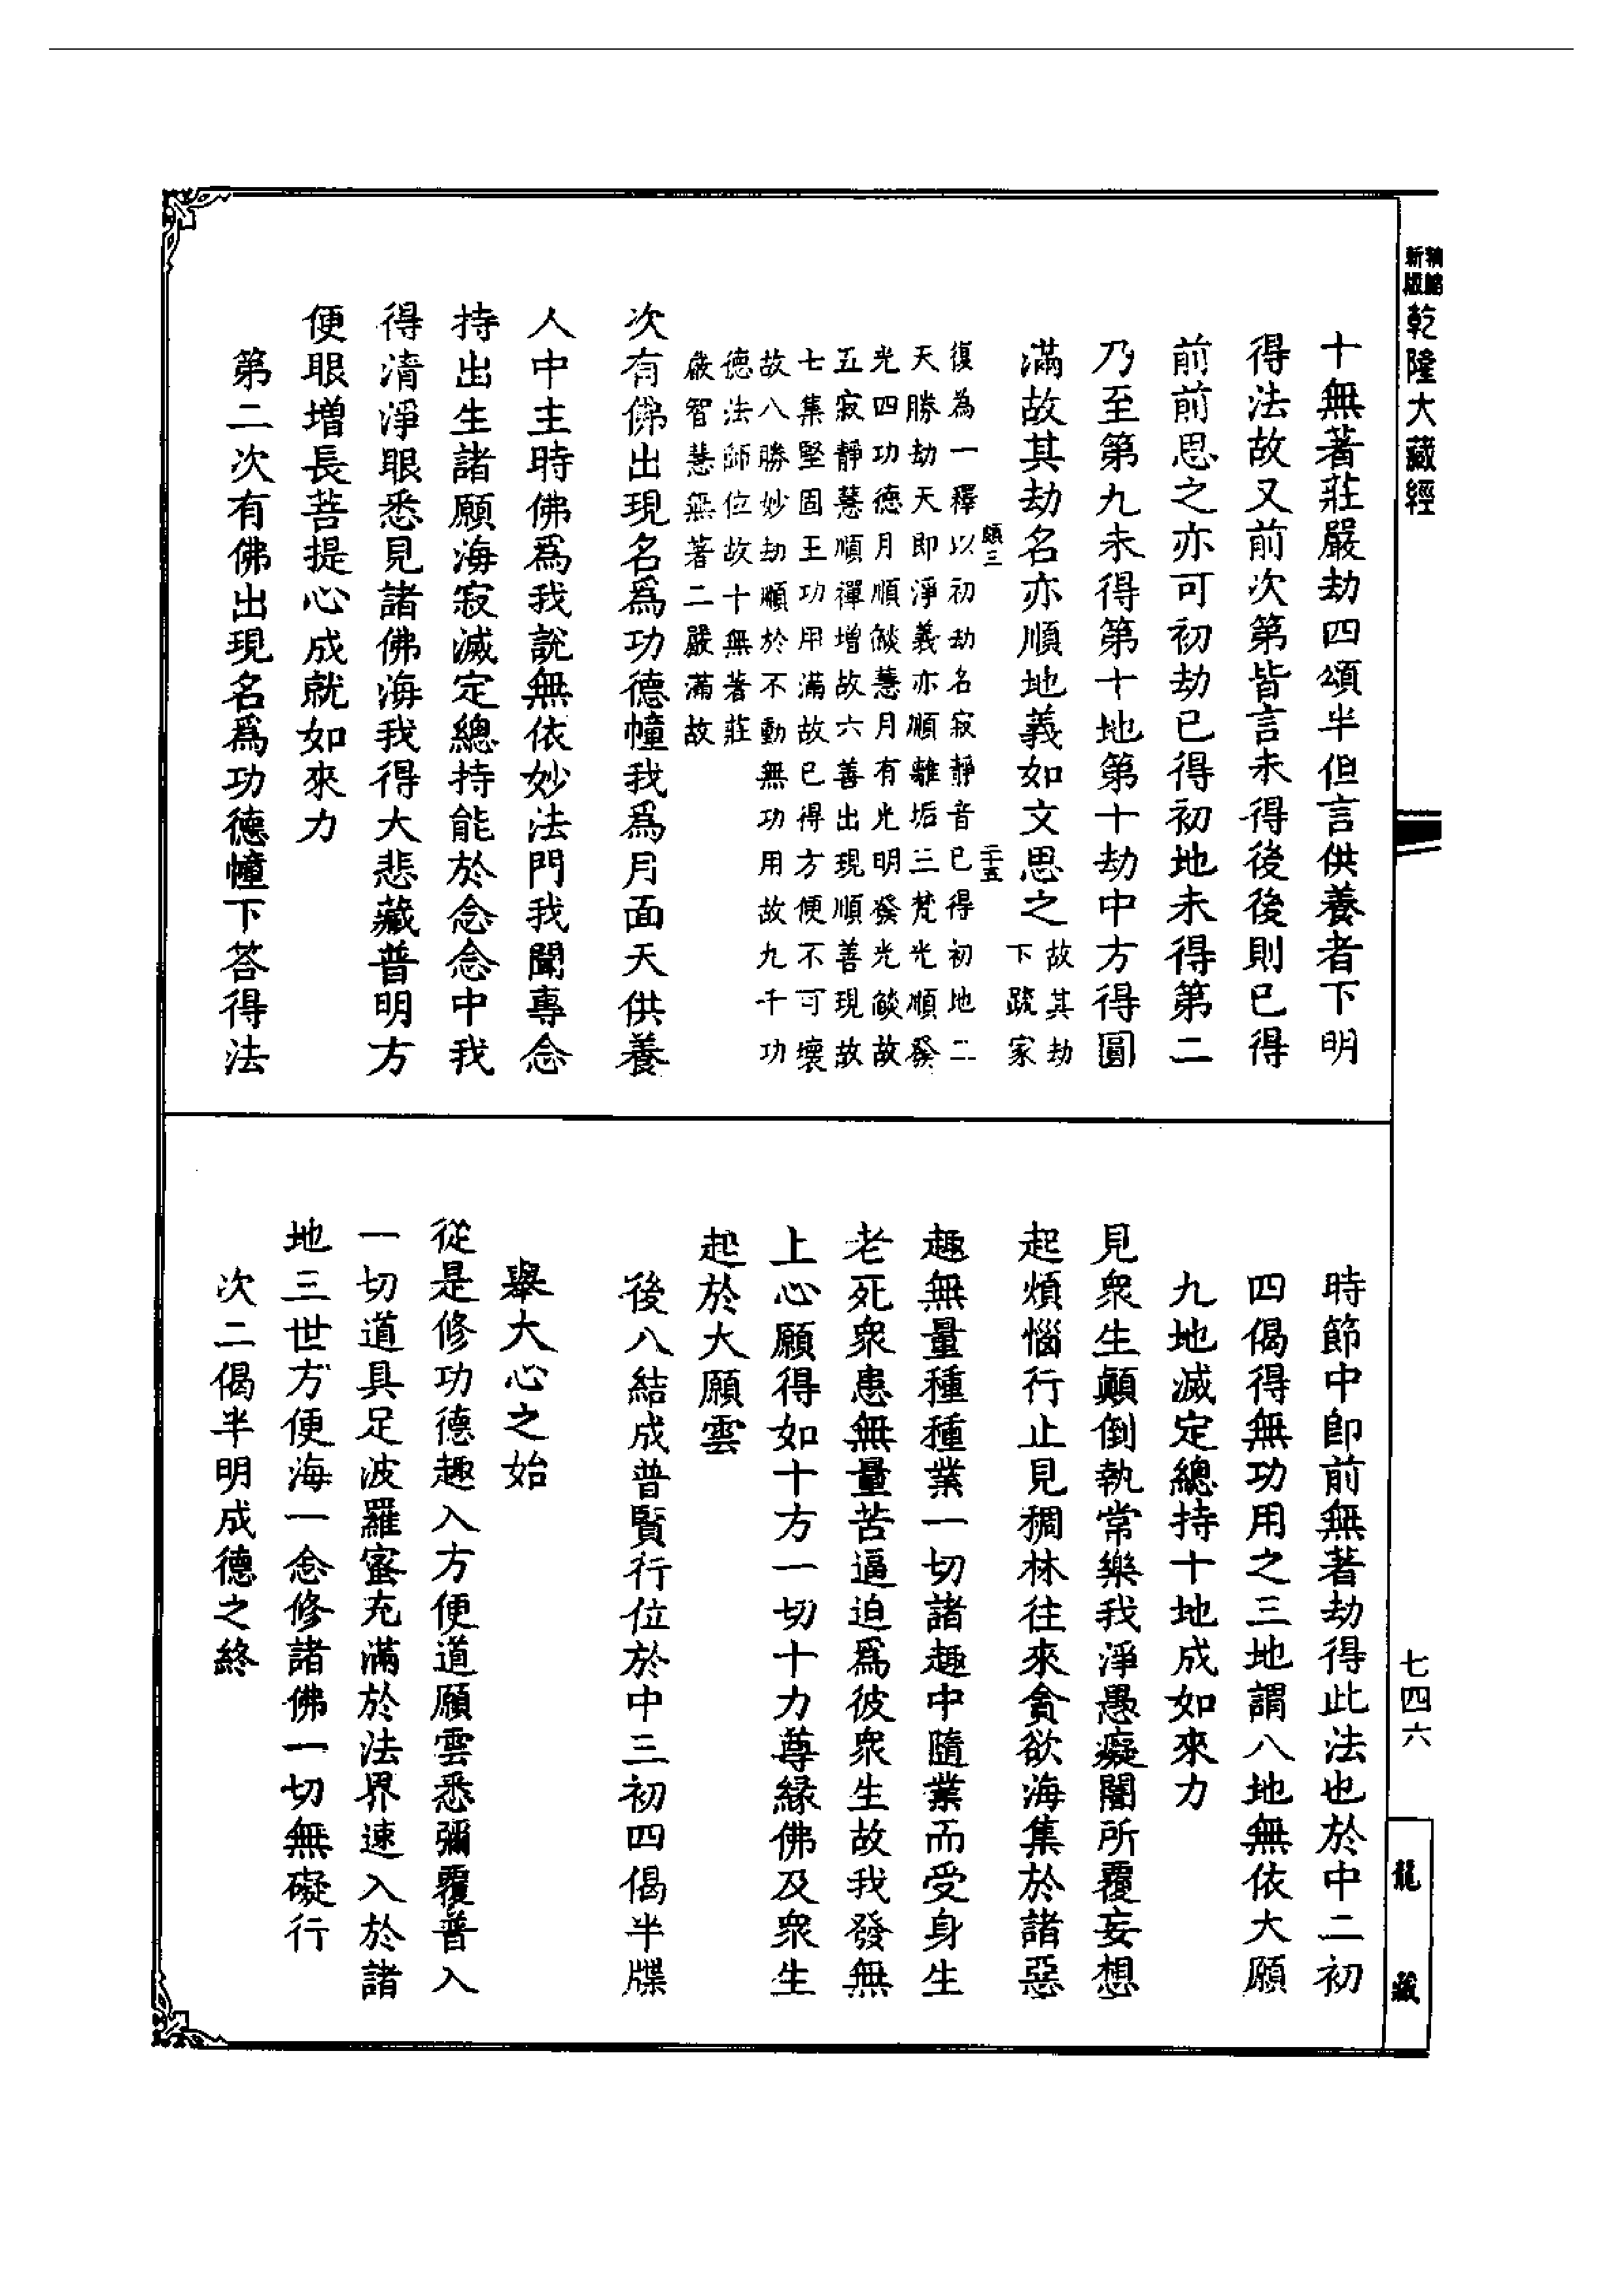 新版
精縮
乾隆大藏經
十無著莊嚴劫四頌半但言供養者下明
得法故又前次第皆言未得後後則已得
前前思之亦可初劫已得初地未得第二
乃至第九未得第十地第十劫中方得圓
滿故其劫名亦順地義如文思之
故其劫
下疏家
頗三
二十五
復為一釋以初劫名寂靜音已得初地二
天勝劫天即淨義亦順離垢三梵光順發
光四功德月順燄慧月有光明發光燄故
五寂靜慧順禪增故六善出現順善現故
七集堅固王功用滿故已得方便不可壞
故八勝妙劫順於不動無功用故九千功
德法師位故十無著莊
嚴智慧無著二嚴滿故
次有佛出現名爲功德幢我爲月面天供養
人中主時佛爲我說無依妙法門我聞專念
持出生諸願海寂滅定總持能於念念中我
得清淨眼悉見諸佛海我得大悲藏普明方
便眼增長菩提心成就如來力
第二次有佛出現名爲功德幢下答得法
時節中卽前無著劫得此法也於中二初
四偈得無功用之三地謂八地無依大願
九地滅定總持十地成如來力
見衆生顚倒執常樂我淨愚癡闇所覆妄想
起煩惱行止見稠林往來貪欲海集於諸惡
趣無量種種業一切諸趣中隨業而受身生
老死衆患無量苦逼迫爲彼衆生故我發無
上心願得如十方一切十力尊緣佛及衆生
起於大願雲
後八結成普賢行位於中三初四偈半牒
舉大心之始
從是修功德趣入方便道願雲悉彌覆普入
一切道具足波羅蜜充滿於法界速入於諸
地三世方便海一念修諸佛一切無礙行
次二偈半明成德之終
七四六
龍藏